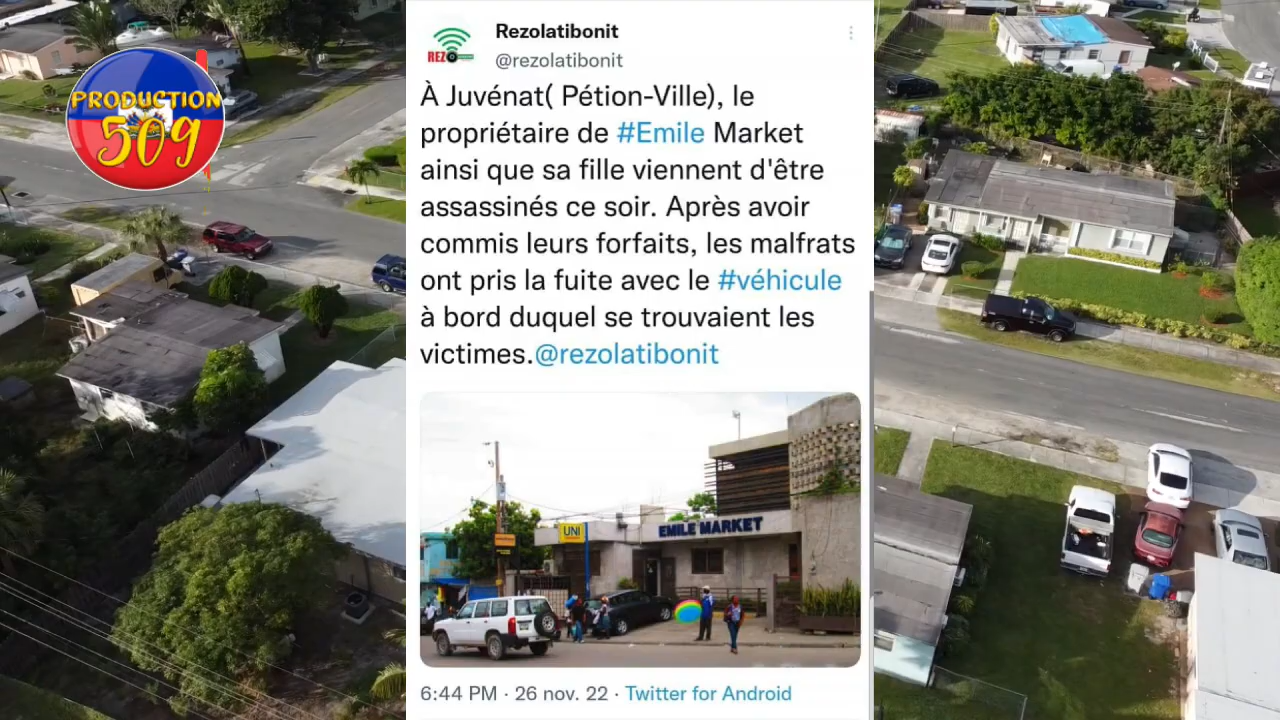 PRODUCTION
509
REZO
Rezolatibonit
@rezolatibonit
À Juvénat( Pétion-Ville), le
propriétaire de #Emile Market
ainsi que sa fille viennent d'être
assassinés ce soir. Après avoir
commis leurs forfaits, les malfrats
ont pris la fuite avec le #véhicule
à bord duquel se trouvaient les
victimes.@rezolatibonit
UNI
EMILE MARKET
6:44 PM · 26 nov. 22 · Twitter for Android